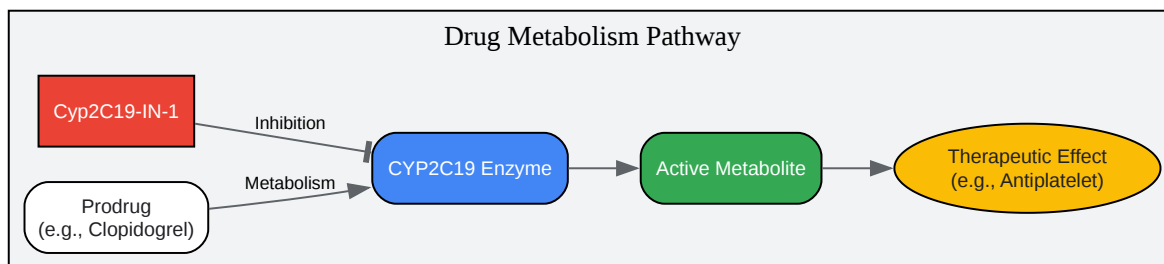 Drug Metabolism Pathway
Cyp2C19-IN-1
Inhibition
Prodrug
(e.g., Clopidogrel)
Metabolism
CYP2C19 Enzyme
Active Metabolite
Therapeutic Effect
(e.g., Antiplatelet)